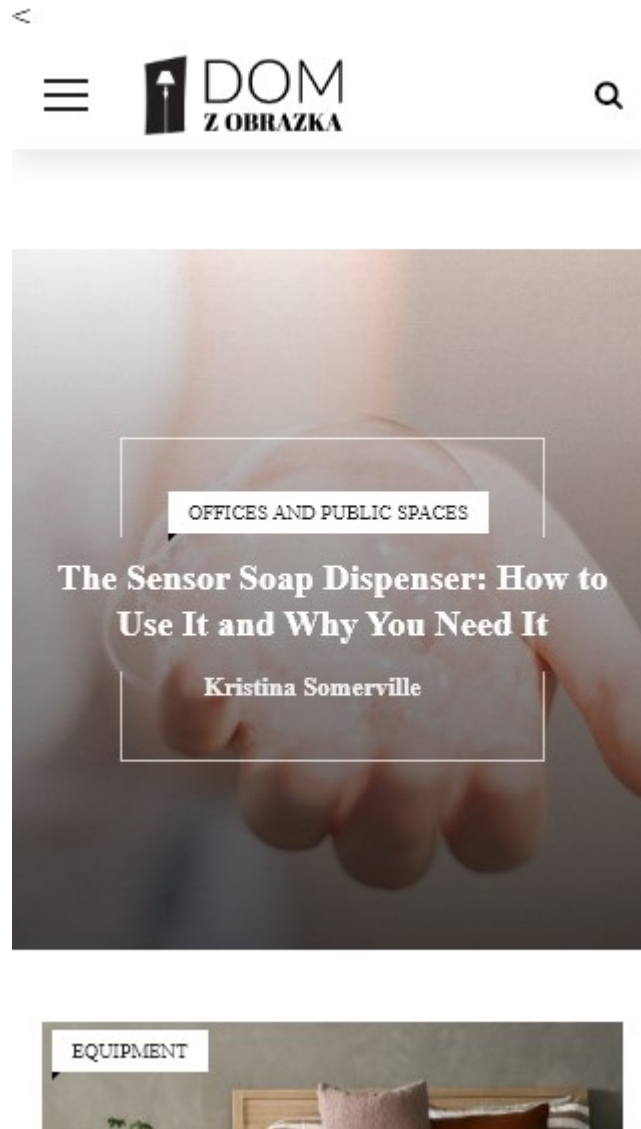 <
DOM
Z OBRAZKA
OFFICES AND PUBLIC SPACES
The Sensor Soap Dispenser: How to
Use It and Why You Need It
Kristina Somerville
EQUIPMENT